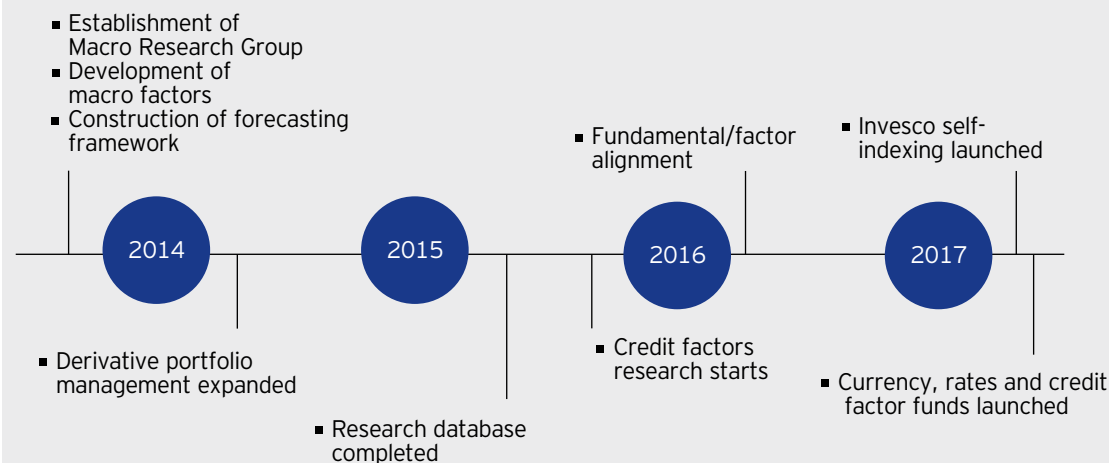 ▪ Establishment of
Macro Research Group
▪ Development of
macro factors
▪ Construction of forecasting
framework
2014
▪ Derivative portfolio
management expanded
2015
▪ Research database
completed
▪ Credit factors
research starts
2016
▪ Fundamental/factor
alignment
2017
▪ Invesco self-
indexing launched
▪ Currency, rates and credit
factor funds launched